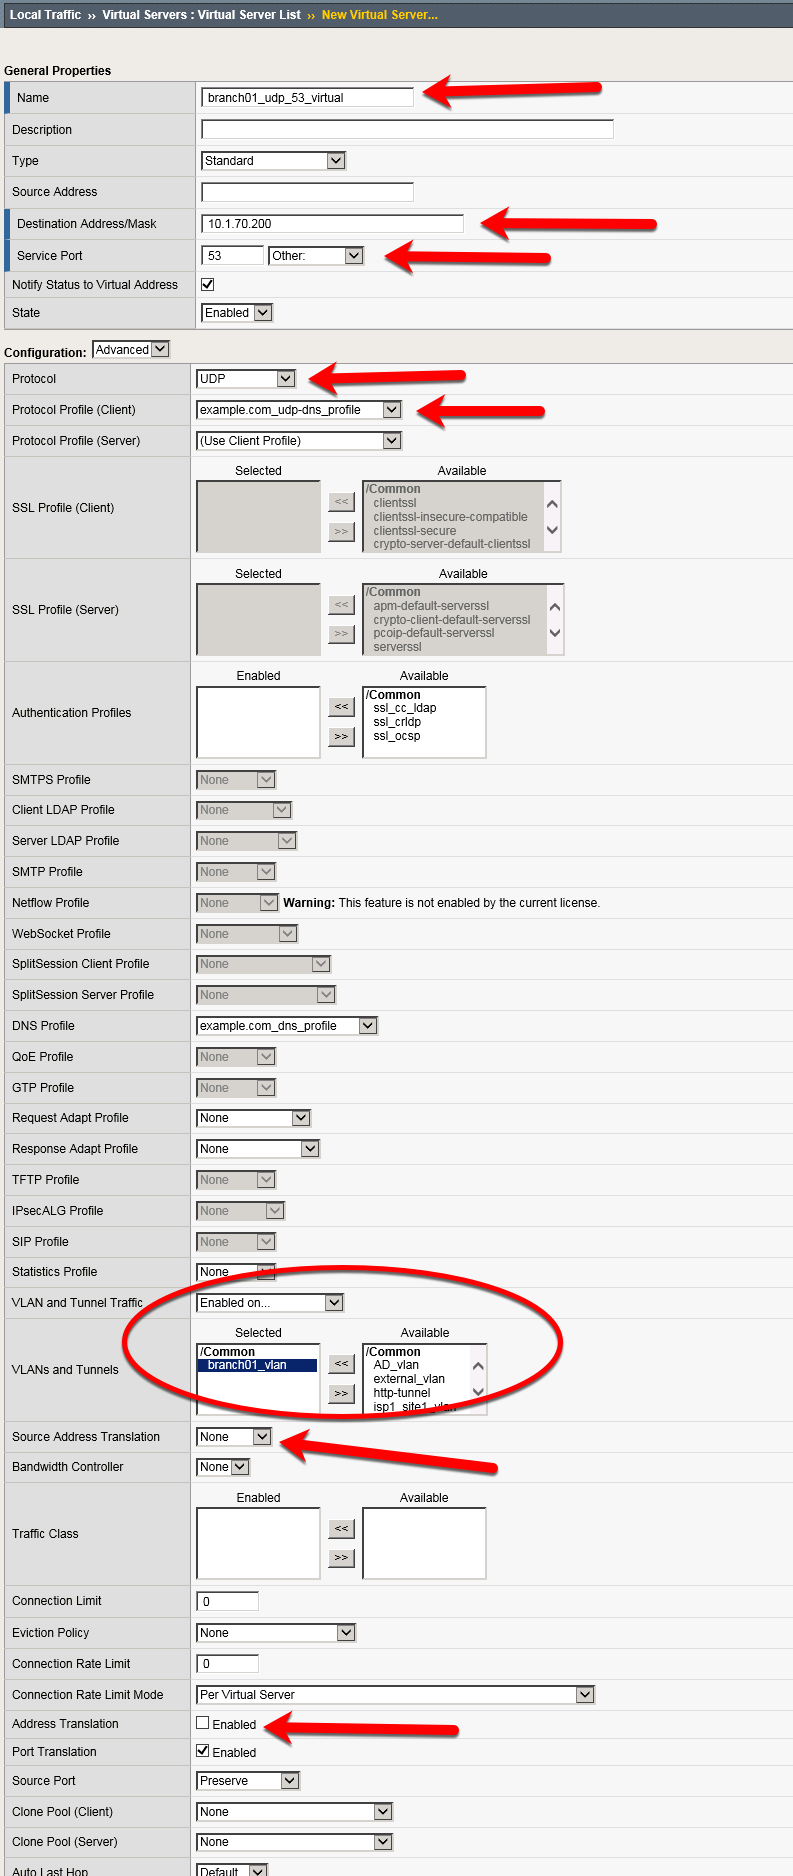 Local Traffic » Virtual Servers : Virtual Server List » New Virtual Server...
General Properties
Name branch01_udp_53_virtual
Description
Type Standard
Source Address
Destination Address/Mask 10.1.70.200
Service Port 53 Other:
Notify Status to Virtual Address
State Enabled
Configuration: Advanced
Protocol UDP
Protocol Profile (Client) example.com_udp-dns_profile
Protocol Profile (Server) (Use Client Profile)
Selected Available
SSL Profile (Client)
<< >>
/Common
clientssl
clientssl-insecure-compatible
clientssl-secure
crypto-server-default-clientssl
Selected Available
SSL Profile (Server)
<< >>
/Common
apm-default-serverssl
crypto-client-default-serverssl
pcoip-default-serverssl
serverssl
Enabled Available
Authentication Profiles
<< >>
/Common
ssl_cc_ldap
ssl_crldp
ssl_ocsp
SMTPS Profile None
Client LDAP Profile None
Server LDAP Profile None
SMTP Profile None
Netflow Profile None Warning: This feature is not enabled by the current license.
WebSocket Profile None
SplitSession Client Profile None
SplitSession Server Profile None
DNS Profile example.com_dns_profile
QoE Profile None
GTP Profile None
Request Adapt Profile None
Response Adapt Profile None
TFTP Profile None
IPsecALG Profile None
SIP Profile None
Statistics Profile None
VLAN and Tunnel Traffic Enabled on...
Selected Available
VLANs and Tunnels
/Common
branch01_vlan
<< >>
/Common
AD_vlan
external_vlan
http-tunnel
isp1_site1_vlan
Source Address Translation None
Bandwidth Controller None
Enabled Available
Traffic Class
<< >>
Connection Limit 0
Eviction Policy None
Connection Rate Limit 0
Connection Rate Limit Mode Per Virtual Server
Address Translation Enabled
Port Translation Enabled
Source Port Preserve
Clone Pool (Client) None
Clone Pool (Server) None
Auto Last Hop Default